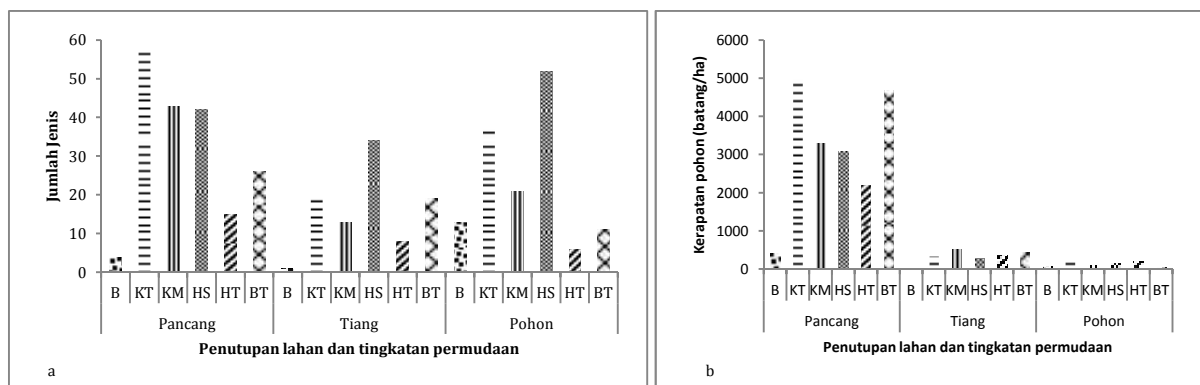 Jumlah Jenis
60
50
40
30
20
10
0
B KT KM HS HT BT B KT KM HS HT BT B KT KM HS HT BT
Pancang Tiang Pohon
Penutupan lahan dan tingkatan permudaan
a
Kerapatan pohon (batang/ha)
6000
5000
4000
3000
2000
1000
0
B KT KM HS HT BT B KT KM HS HT BT B KT KM HS HT BT
Pancang Tiang Pohon
Penutupan lahan dan tingkatan permudaan
b